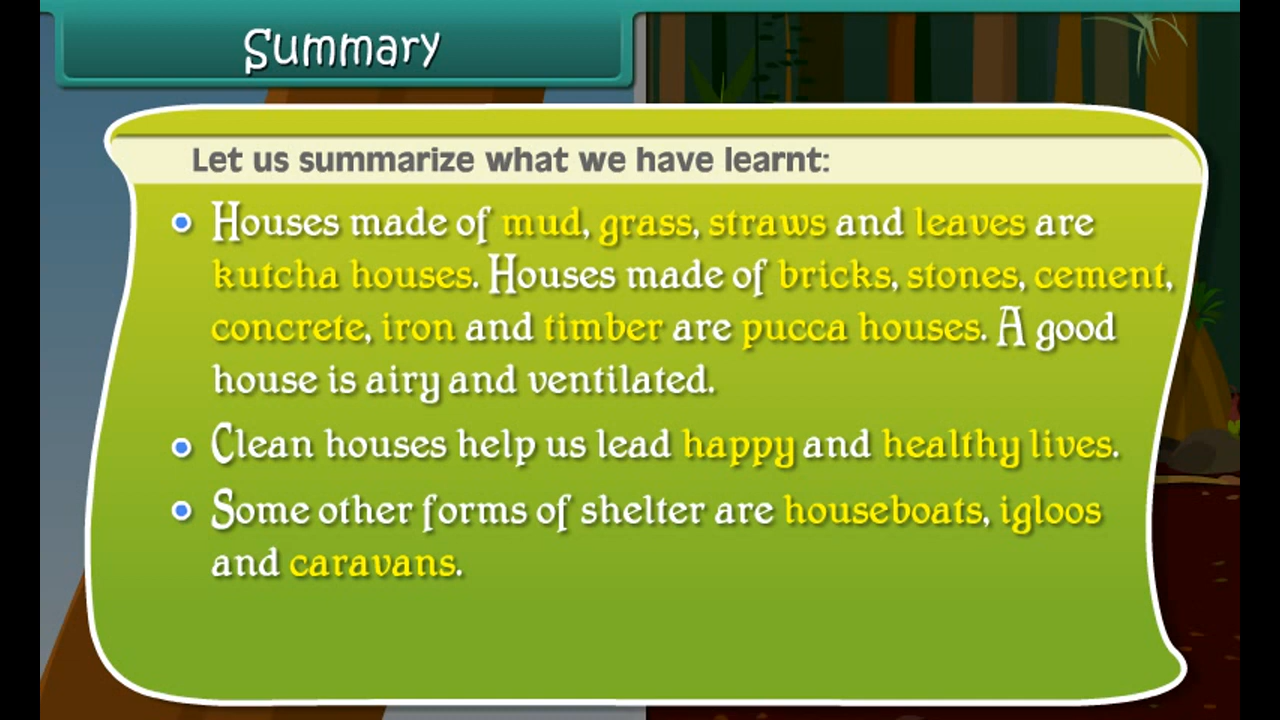 Summary
Let us summarize what we have learnt:
Houses made of mud, grass, straws and leaves are
kutcha houses. Houses made of bricks, stones, cement,
concrete, iron and timber are pucca houses. A good
house is airy and ventilated.
Clean houses help us lead happy and healthy lives.
Some other forms of shelter are houseboats, igloos
and caravans.